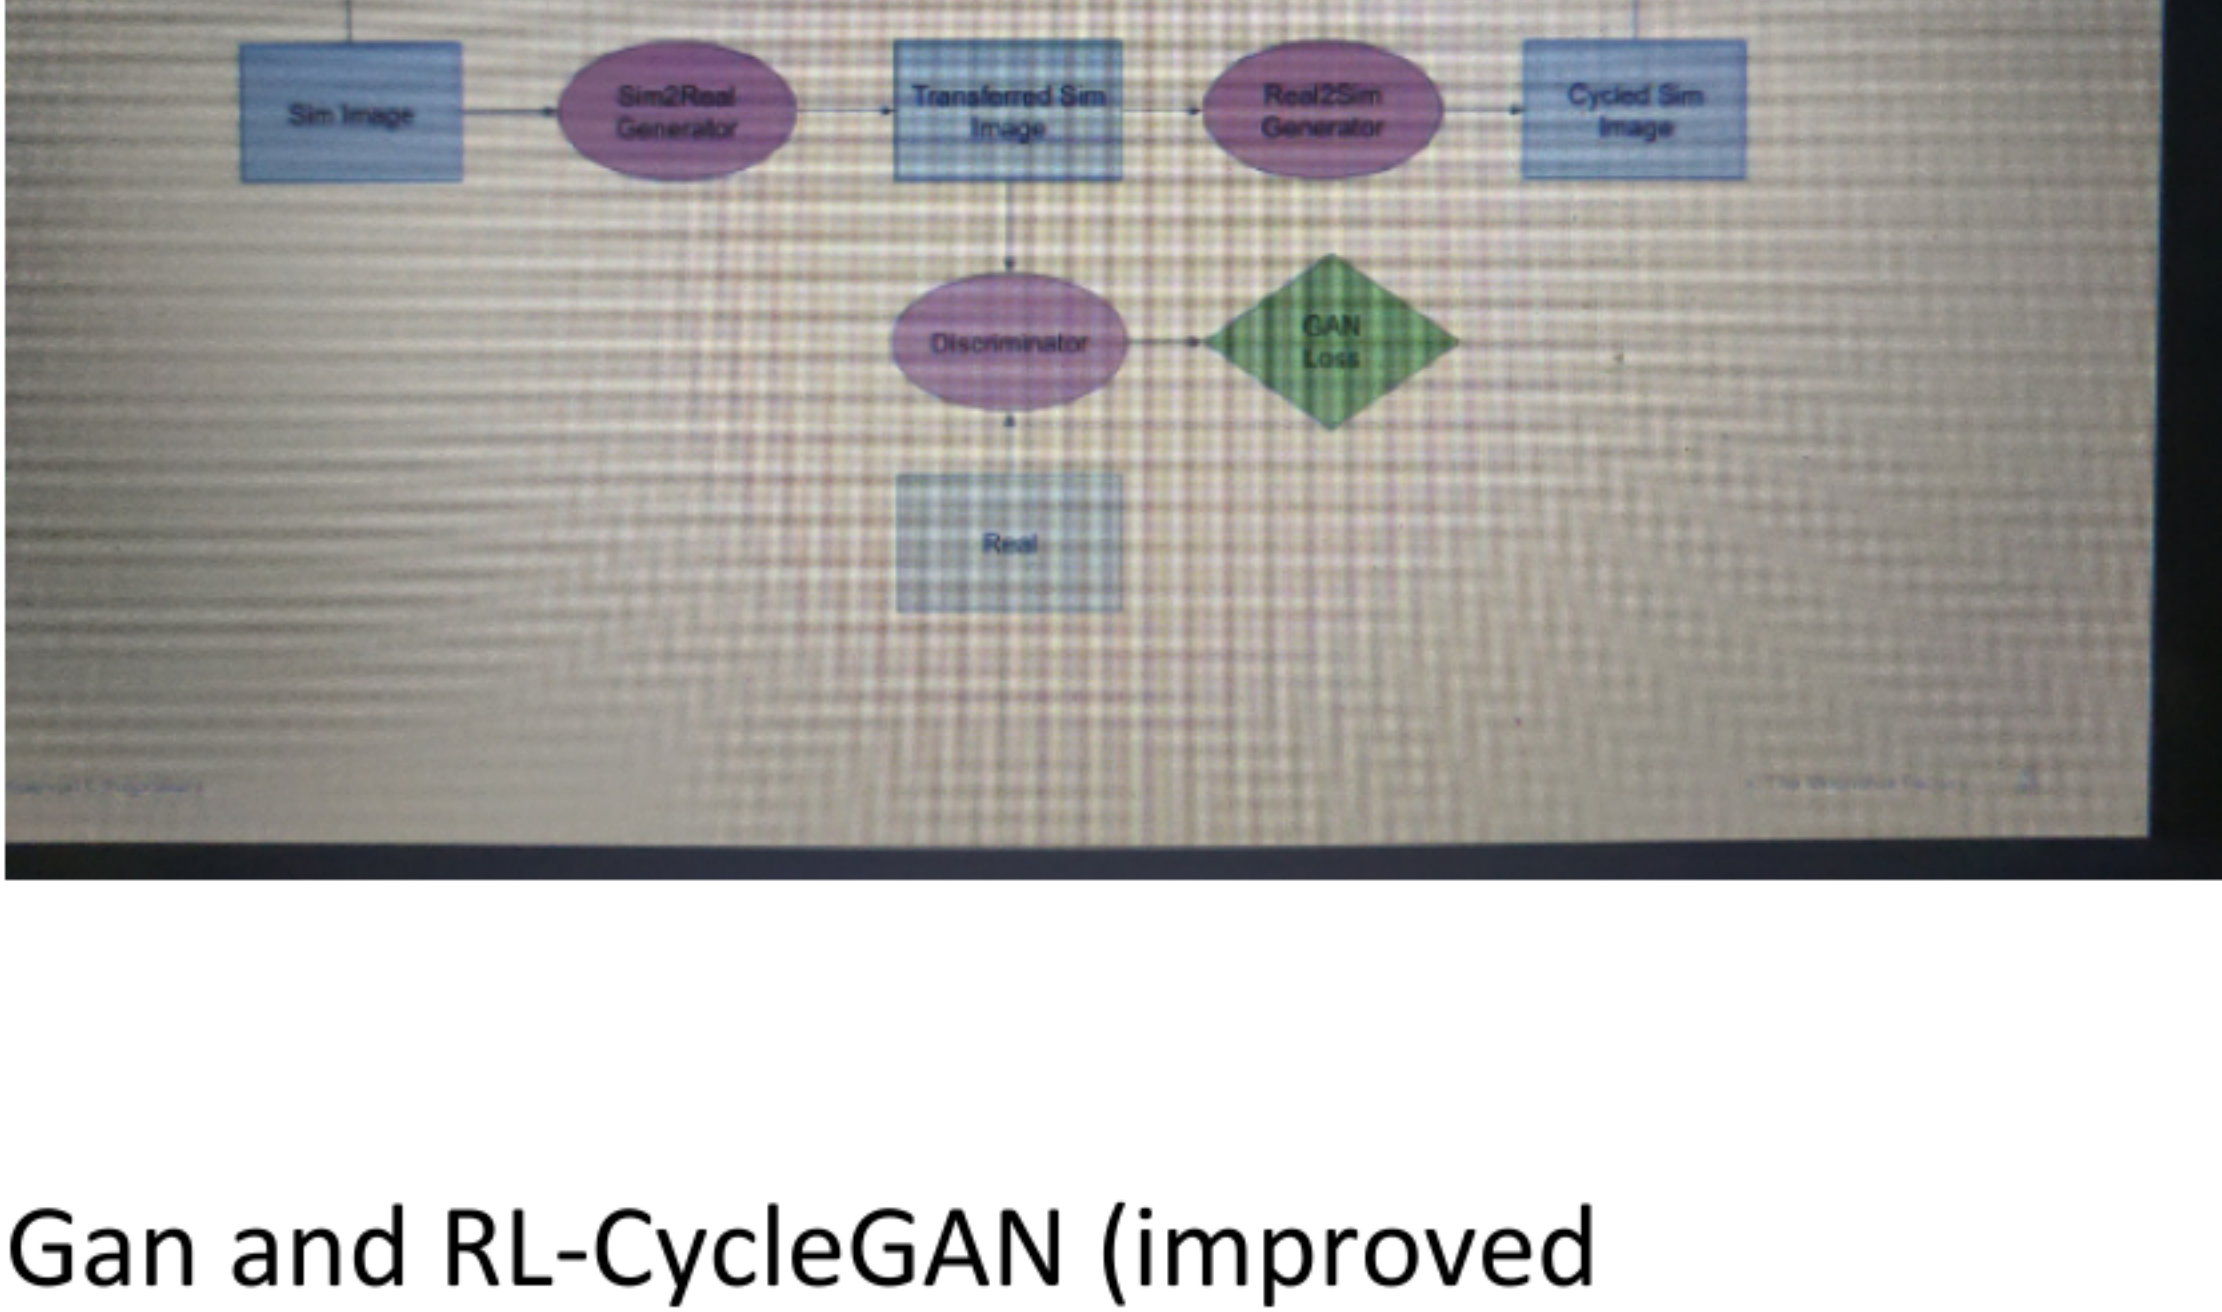 Sim Image
Sim2Real
Generator
Transferred Sim
Image
Real2Sim
Generator
Cycled Sim
Image
Discriminator
GAN
Loss
Real
Gan and RL-CycleGAN (improved